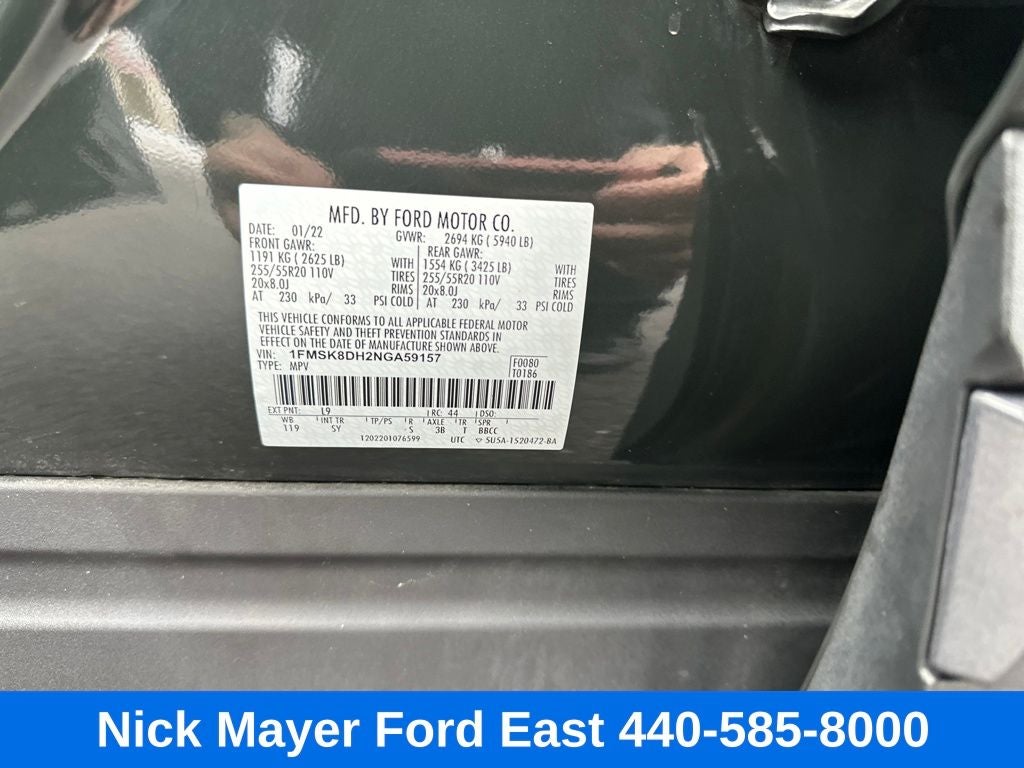 MFD. BY FORD MOTOR CO.
DATE: 01/22 GVWR: 2694 KG ( 5940 LB)
FRONT GAWR: REAR GAWR:
1191 KG ( 2625 LB) WITH 1554 KG ( 3425 LB) WITH
255/55R20 110V TIRES 255/55R20 110V TIRES
20x8.0J RIMS 20x8.0J RIMS
AT 230 kPa/ 33 PSI COLD AT 230 kPa/ 33 PSI COLD
THIS VEHICLE CONFORMS TO ALL APPLICABLE FEDERAL MOTOR
VEHICLE SAFETY AND THEFT PREVENTION STANDARDS IN
EFFECT ON THE DATE OF MANUFACTURE SHOWN ABOVE.
VIN: 1FMSK8DH2NGA59157 F0080
TYPE: MPV T0186
EXT PNT: L9 RC: 44 DSO:
WB INT TR TP/PS R AXLE TR SPR
119 SY S 3B T BBCC
1202201076599 UTC 5U5A-1520472-BA
Nick Mayer Ford East 440-585-8000